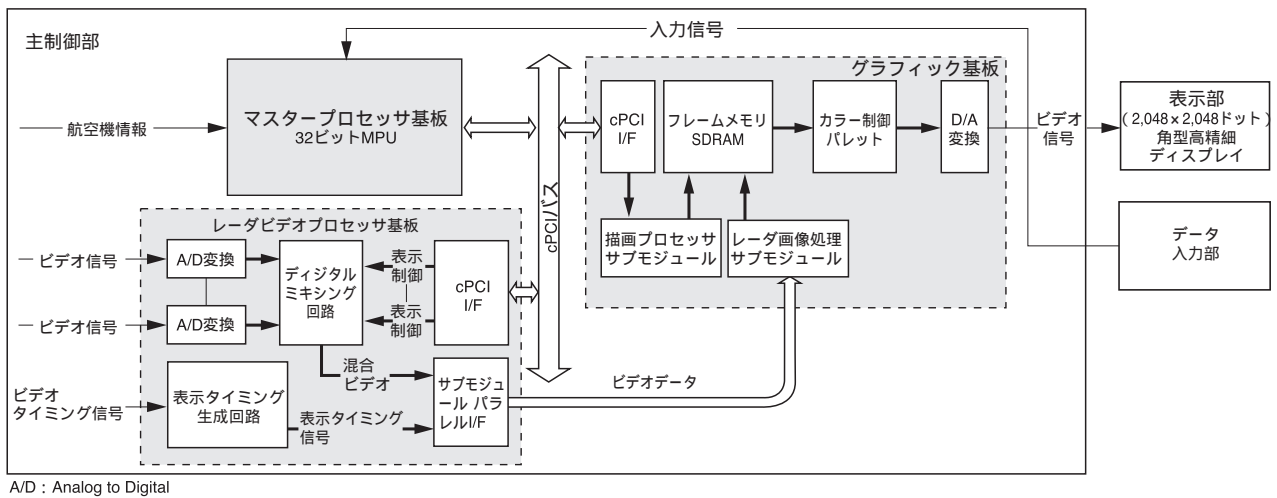 主制御部
入力信号
マスタープロセッサ基板
32ビットMPU
航空機情報
グラフィック基板
cPCI
I/F
フレームメモリ
SDRAM
カラー制御
パレット
D/A
変換
ビデオ
信号
表示部
(2,048×2,048ドット)
角型高精細
ディスプレイ
描画プロセッサ
サブモジュール
レーダ画像処理
サブモジュール
データ
入力部
cPCIバス
レーダビデオプロセッサ基板
ビデオ信号
A/D変換
ディジタル
ミキシング
回路
表示
制御
cPCI
I/F
ビデオ信号
A/D変換
表示
制御
混合
ビデオ
ビデオ
タイミング信号
表示タイミング
生成回路
表示タイミング
信号
サブモジュ
ール パラ
レルI/F
ビデオデータ
A/D：Analog to Digital